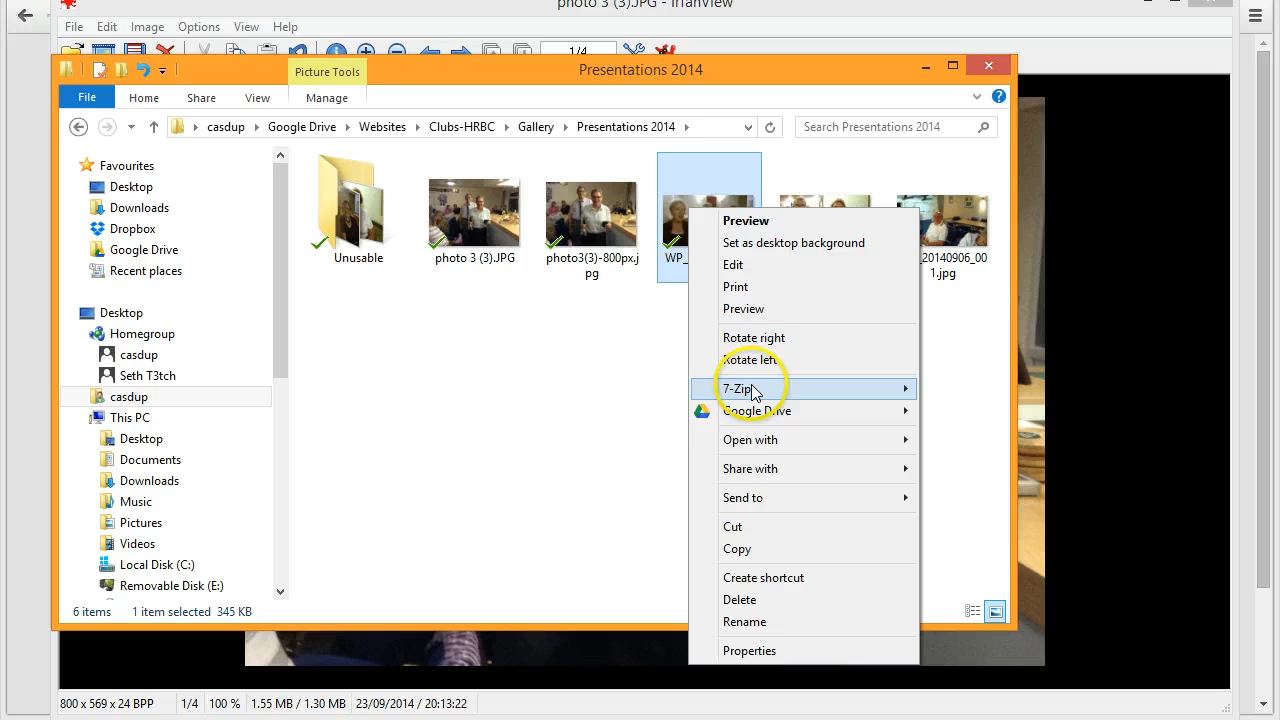 photo 3 (3).JPG - IrfanView
File Edit Image Options View Help
1/4
Picture Tools
Presentations 2014
File Home Share View Manage
casdup Google Drive Websites Clubs-HRBC Gallery Presentations 2014
Search Presentations 2014
Favourites
Desktop
Downloads
Dropbox
Google Drive
Recent places
Desktop
Homegroup
casdup
Seth T3tch
casdup
This PC
Desktop
Documents
Downloads
Music
Pictures
Videos
Local Disk (C:)
Removable Disk (E:)
Unusable
photo 3 (3).JPG
photo3(3)-800px.j
pg
WP_
_20140906_00
1.jpg
Preview
Set as desktop background
Edit
Print
Preview
Rotate right
Rotate left
7-Zip
Google Drive
Open with
Share with
Send to
Cut
Copy
Create shortcut
Delete
Rename
Properties
6 items 1 item selected 345 KB
800 x 569 x 24 BPP 1/4 100 % 1.55 MB / 1.30 MB 23/09/2014 / 20:13:22